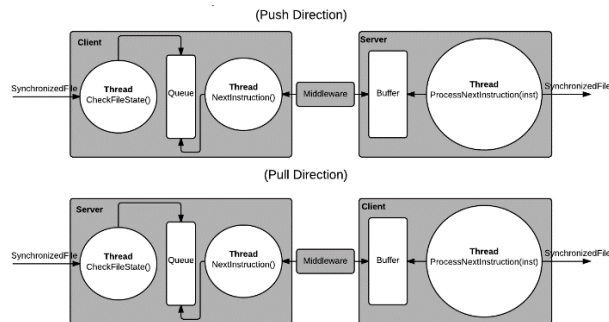 (Push Direction)
Client
Server
SynchronizedFile
Thread
CheckFileState()
Queue
Thread
NextInstruction()
Middleware
Buffer
Thread
ProcessNextInstruction(inst)
SynchronizedFile
(Pull Direction)
Server
Client
SynchronizedFile
Thread
CheckFileState()
Queue
Thread
NextInstruction()
Middleware
Buffer
Thread
ProcessNextInstruction(inst)
SynchronizedFile